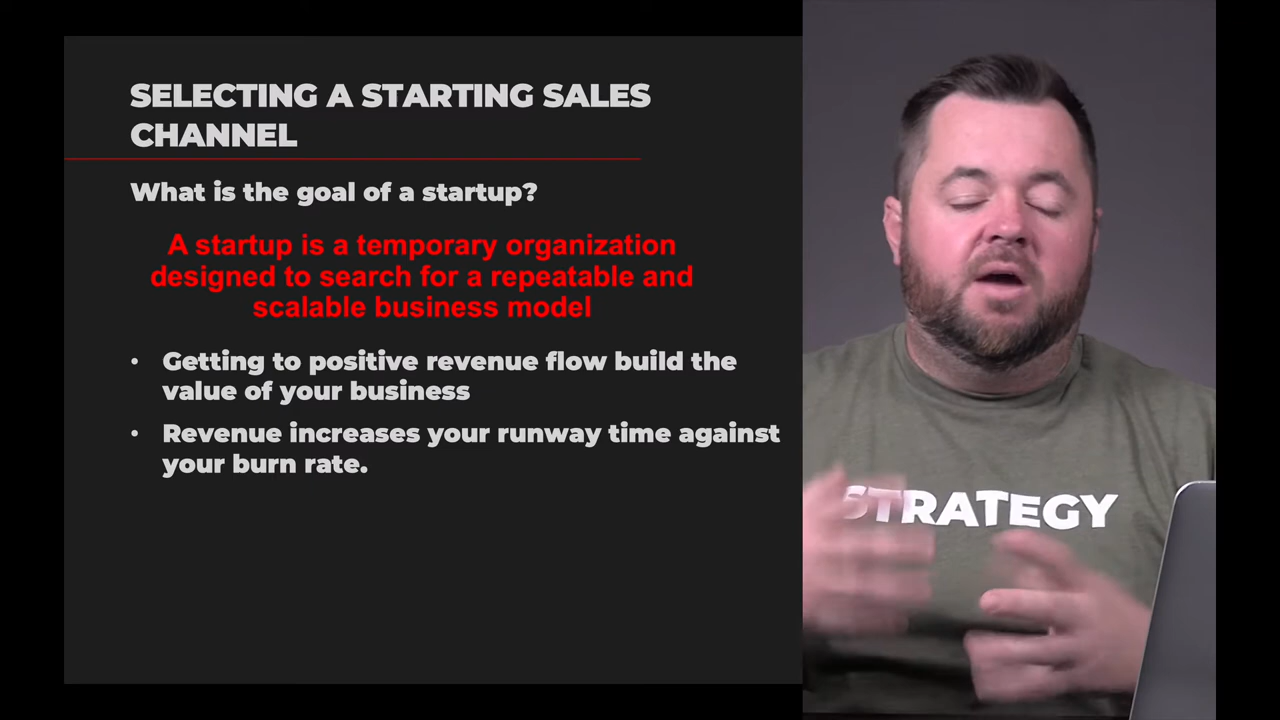 SELECTING A STARTING SALES
CHANNEL
What is the goal of a startup?
A startup is a temporary organization
designed to search for a repeatable and
scalable business model
• Getting to positive revenue flow build the
value of your business
• Revenue increases your runway time against
your burn rate.
STRATEGY